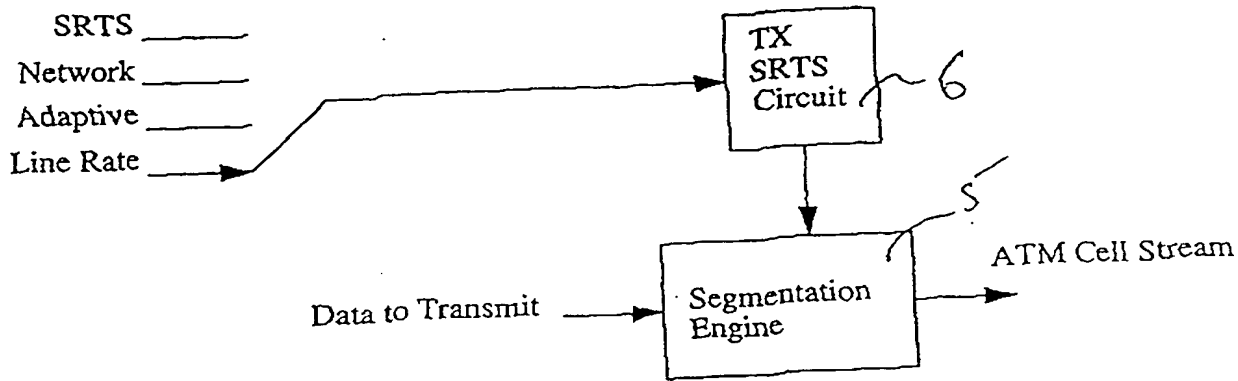 SRTS
Network
Adaptive
Line Rate
TX
SRTS
Circuit
6
5
Data to Transmit
Segmentation
Engine
ATM Cell Stream